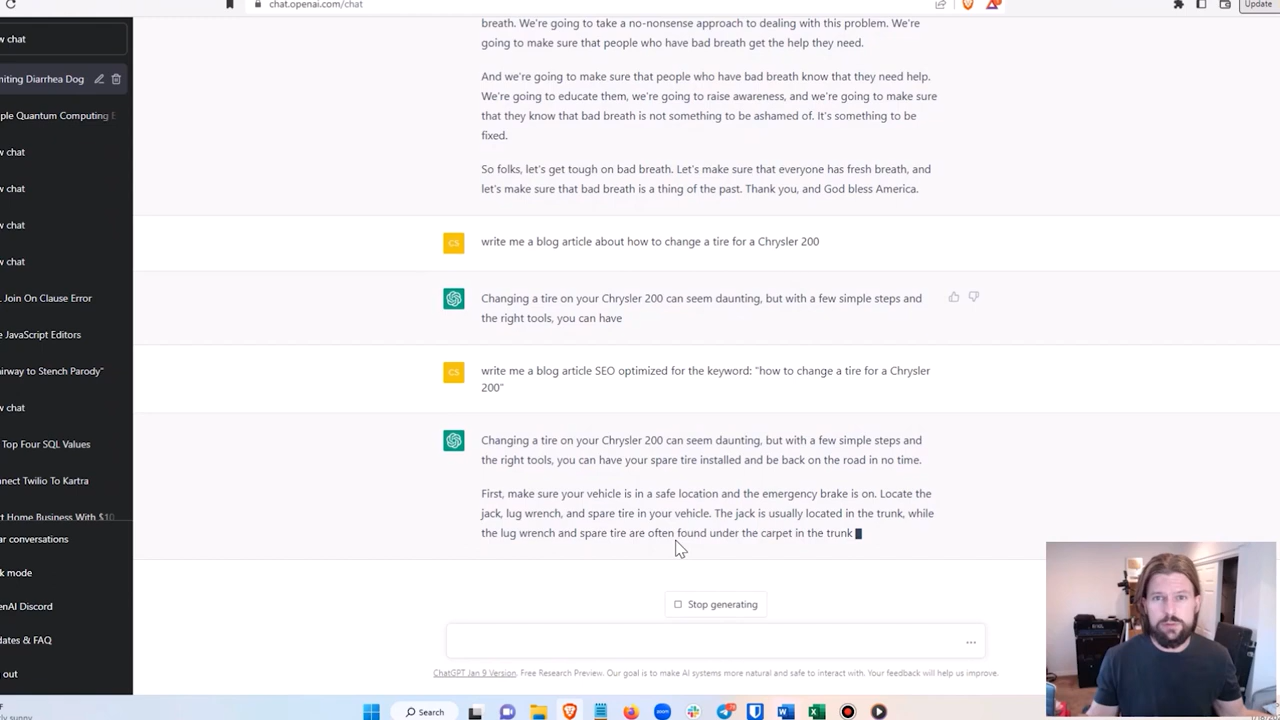 chat.openai.com/chat
Update
w chat
niting Diarrhea Dog
ple Quantum Computing E
w chat
w chat
w chat
w chat
L Join On Clause Error
e JavaScript Editors
airway to Stench Parody"
w chat
Top Four SQL Values
nnect Twilio To Kartra
t Home Business With $10
ar conversations
k mode
enAI Discord
dates & FAQ
out
breath. We're going to take a no-nonsense approach to dealing with this problem. We're
going to make sure that people who have bad breath get the help they need.
And we're going to make sure that people who have bad breath know that they need help.
We're going to educate them, we're going to raise awareness, and we're going to make sure
that they know that bad breath is not something to be ashamed of. It's something to be
fixed.
So folks, let's get tough on bad breath. Let's make sure that everyone has fresh breath, and
let's make sure that bad breath is a thing of the past. Thank you, and God bless America.
CS
write me a blog article about how to change a tire for a Chrysler 200
Changing a tire on your Chrysler 200 can seem daunting, but with a few simple steps and
the right tools, you can have
CS
write me a blog article SEO optimized for the keyword: "how to change a tire for a Chrysler
200"
Changing a tire on your Chrysler 200 can seem daunting, but with a few simple steps and
the right tools, you can have your spare tire installed and be back on the road in no time.
First, make sure your vehicle is in a safe location and the emergency brake is on. Locate the
jack, lug wrench, and spare tire in your vehicle. The jack is usually located in the trunk, while
the lug wrench and spare tire are often found under the carpet in the trunk
Stop generating
ChatGPT Jan 9 Version. Free Research Preview. Our goal is to make AI systems more natural and safe to interact with. Your feedback will help us improve.
Search
zoom